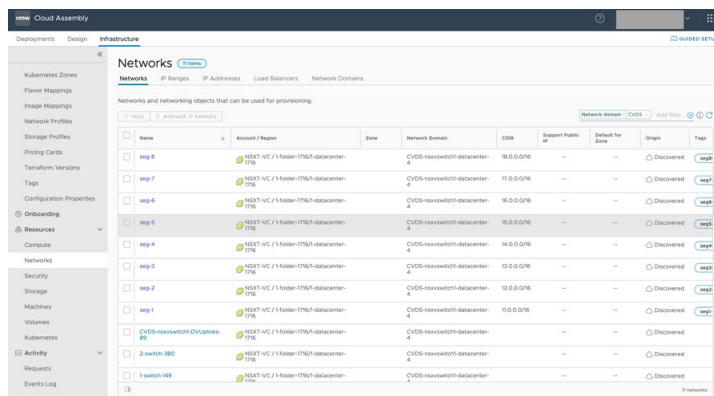 vmw Cloud Assembly
Deployments Design Infrastructure GUIDED SETU
Networks 11 items
Networks IP Ranges IP Addresses Load Balancers Network Domains
Networks and networking objects that can be used for provisioning.
TAGS MANAGE IP RANGES
Network domain: CVDS Add filter...
Name Account / Region Zone Network Domain CIDR Support Public IP Default for Zone Origin Tags
seg-8 NSXT-VC / 1-folder-1716/1-datacenter-1716 CVDS-nsxvswitch1-datacenter-4 18.0.0.0/16 -- -- Discovered seg8
seg-7 NSXT-VC / 1-folder-1716/1-datacenter-1716 CVDS-nsxvswitch1-datacenter-4 17.0.0.0/16 -- -- Discovered seg7-
seg-6 NSXT-VC / 1-folder-1716/1-datacenter-1716 CVDS-nsxvswitch1-datacenter-4 16.0.0.0/16 -- -- Discovered seg6-
seg-5 NSXT-VC / 1-folder-1716/1-datacenter-1716 CVDS-nsxvswitch1-datacenter-4 15.0.0.0/16 -- -- Discovered seg5
seg-4 NSXT-VC / 1-folder-1716/1-datacenter-1716 CVDS-nsxvswitch1-datacenter-4 14.0.0.0/16 -- -- Discovered seg4
seg-3 NSXT-VC / 1-folder-1716/1-datacenter-1716 CVDS-nsxvswitch1-datacenter-4 13.0.0.0/16 -- -- Discovered seg3-
seg-2 NSXT-VC / 1-folder-1716/1-datacenter-1716 CVDS-nsxvswitch1-datacenter-4 12.0.0.0/16 -- -- Discovered seg2-
seg-1 NSXT-VC / 1-folder-1716/1-datacenter-1716 CVDS-nsxvswitch1-datacenter-4 11.0.0.0/16 -- -- Discovered seg1-
CVDS-nsxvswitch1-DVUplinks-89 NSXT-VC / 1-folder-1716/1-datacenter-1716 CVDS-nsxvswitch1-datacenter-4 -- -- Discovered
2-switch-380 NSXT-VC / 1-folder-1716/1-datacenter-1716 CVDS-nsxvswitch1-datacenter-4 -- -- Discovered
1-switch-149 NSXT-VC / 1-folder-1716/1-datacenter-1716 CVDS-nsxvswitch1-datacenter-4 -- -- Discovered
11 networks
Kubernetes Zones
Flavor Mappings
Image Mappings
Network Profiles
Storage Profiles
Pricing Cards
Terraform Versions
Tags
Configuration Properties
Onboarding
Resources
Compute
Networks
Security
Storage
Machines
Volumes
Kubernetes
Activity
Requests
Events Log